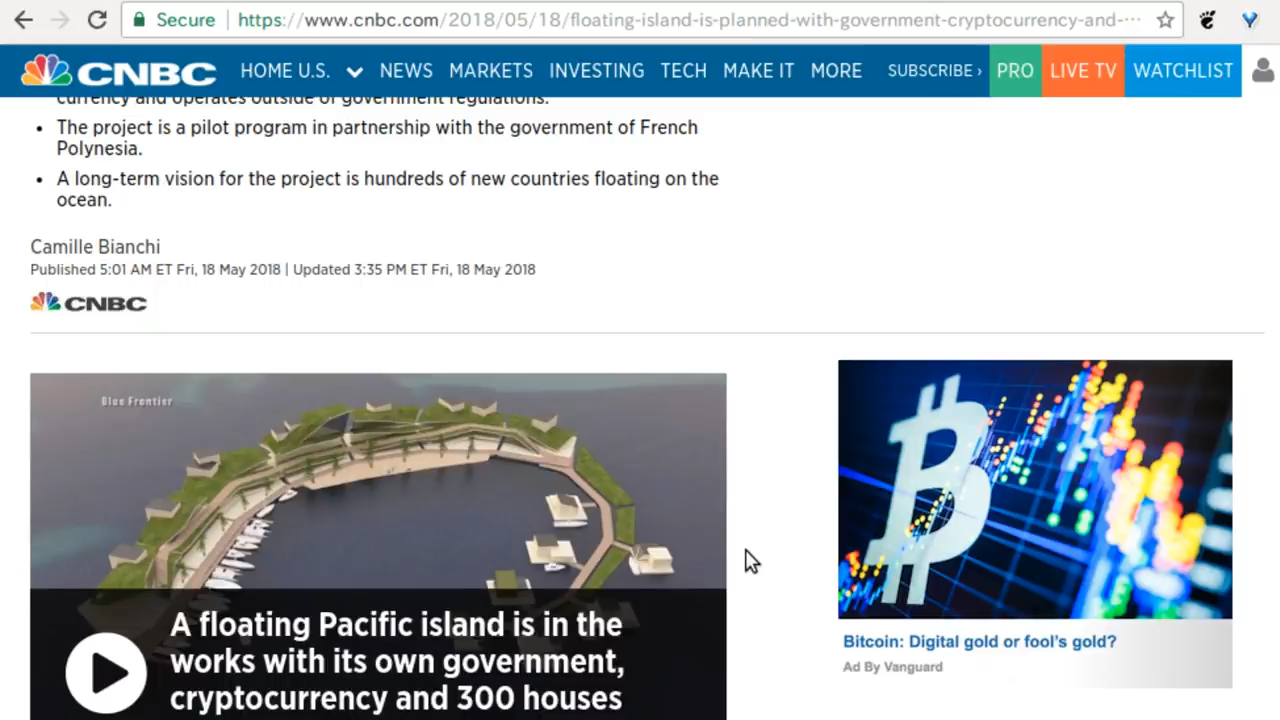 Secure https://www.cnbc.com/2018/05/18/floating-island-is-planned-with-government-cryptocurrency-and-···
CNBC HOME U.S. NEWS MARKETS INVESTING TECH MAKE IT MORE SUBSCRIBE › PRO LIVE TV WATCHLIST
currency and operates outside of government regulations.
• The project is a pilot program in partnership with the government of French
Polynesia.
• A long-term vision for the project is hundreds of new countries floating on the
ocean.
Camille Bianchi
Published 5:01 AM ET Fri, 18 May 2018 | Updated 3:35 PM ET Fri, 18 May 2018
CNBC
Blue Frontier
A floating Pacific island is in the
works with its own government,
cryptocurrency and 300 houses
Bitcoin: Digital gold or fool's gold?
Ad By Vanguard